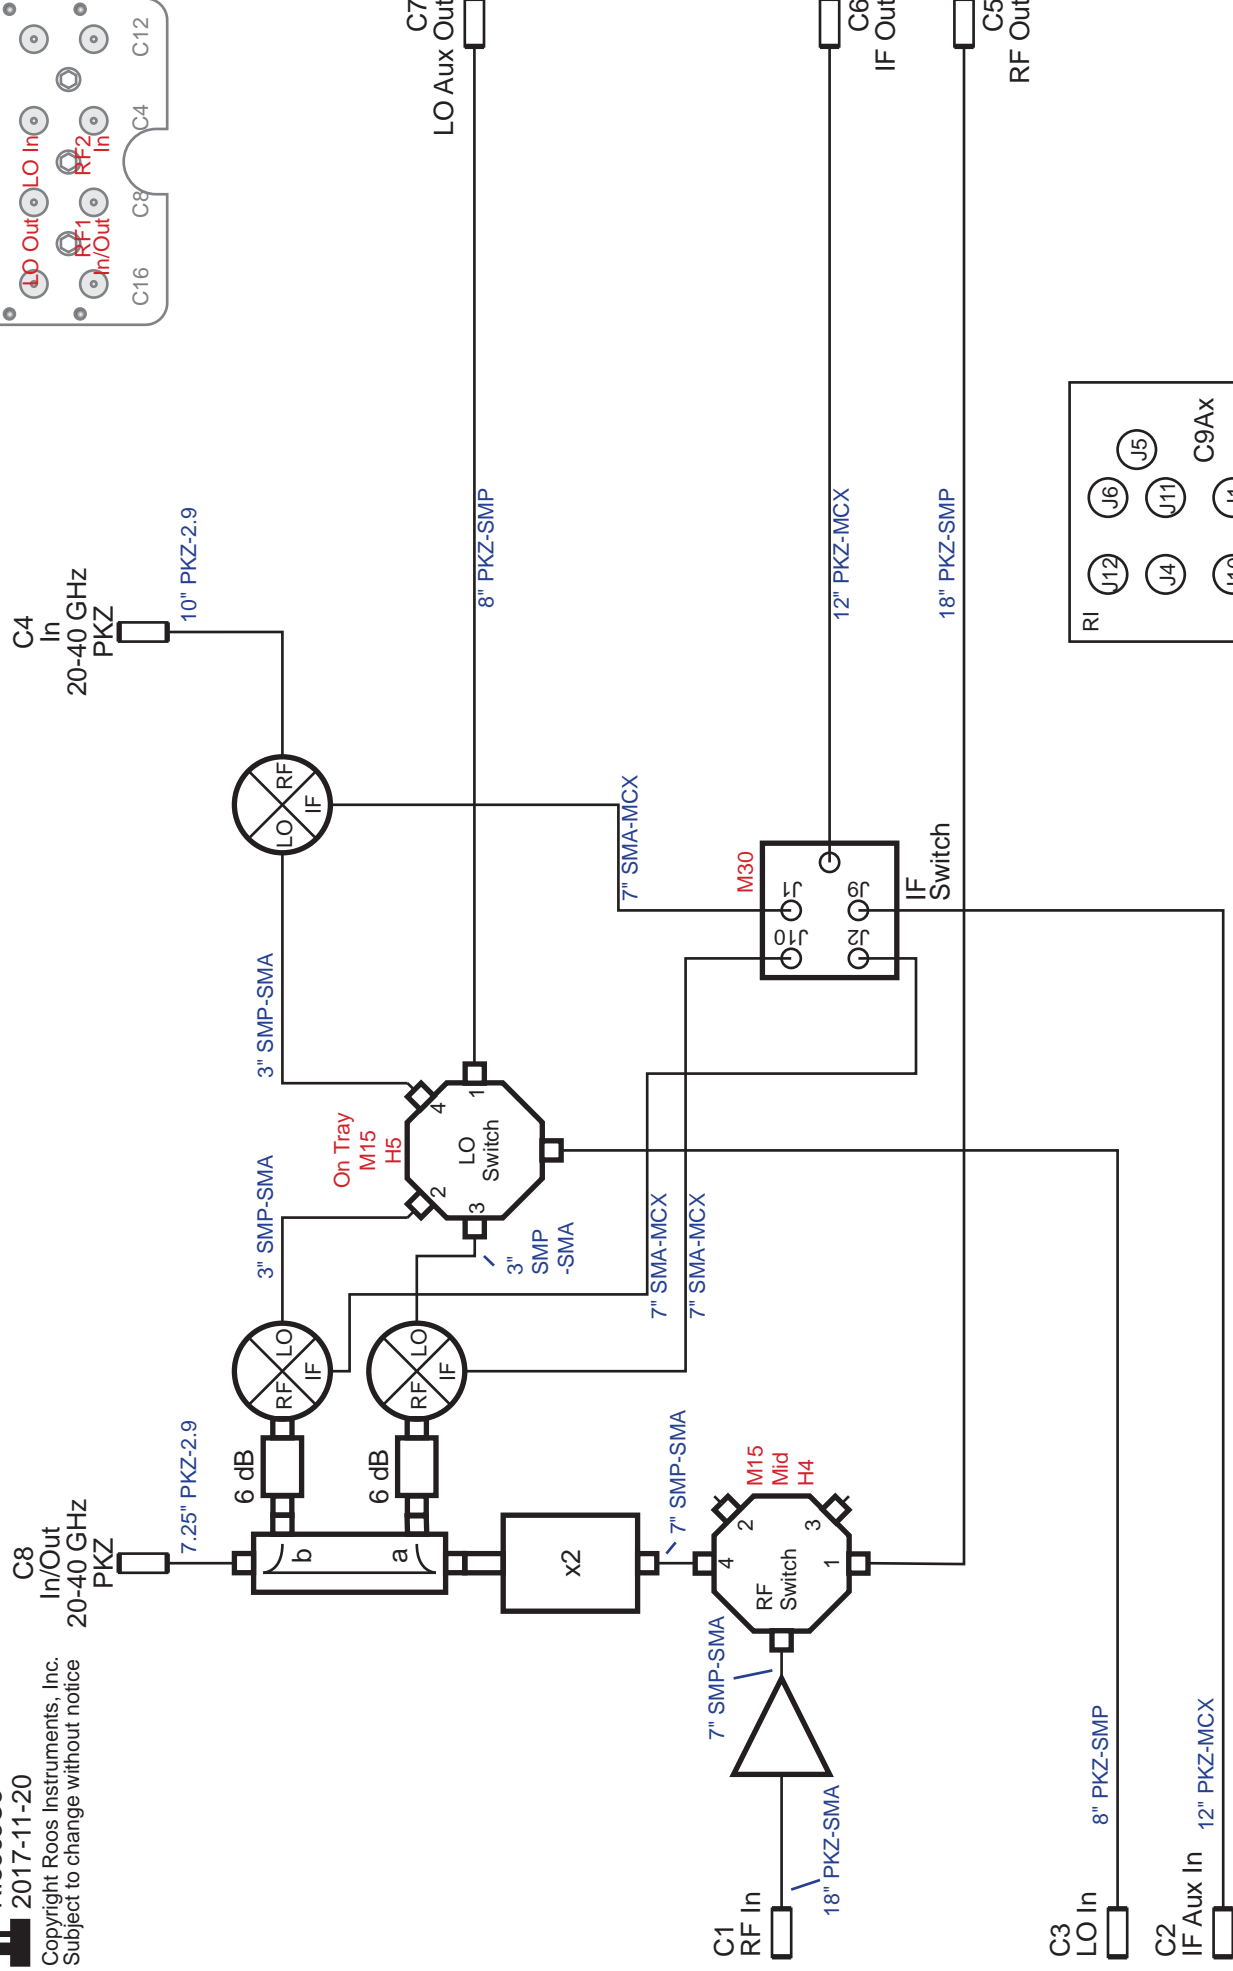 2017-11-20
Copyright Roos Instruments, Inc.
Subject to change without notice
C8
In/Out
20-40 GHz
PKZ
7.25" PKZ-2.9
C4
In
20-40 GHz
PKZ
10" PKZ-2.9
LO Out
LO In
RF1
In/Out
RF2
In
C16
C8
C4
C12
6 dB
6 dB
b
a
x2
RF
LO
IF
RF
LO
IF
LO
RF
IF
3" SMP-SMA
3" SMP-SMA
3"
SMP
-SMA
On Tray
M15
H5
LO
Switch
2
4
3
1
C7
LO Aux Out
8" PKZ-SMP
7" SMA-MCX
7" SMA-MCX
7" SMA-MCX
M30
J10
J1
J2
J9
IF
Switch
12" PKZ-MCX
C6
IF Out
C5
RF Out
18" PKZ-SMP
7" SMP-SMA
M15
Mid
H4
RF
Switch
4
2
3
1
7" SMP-SMA
18" PKZ-SMA
C1
RF In
C3
LO In
8" PKZ-SMP
C2
IF Aux In
12" PKZ-MCX
RI
J12
J6
J5
J4
J11
C9Ax